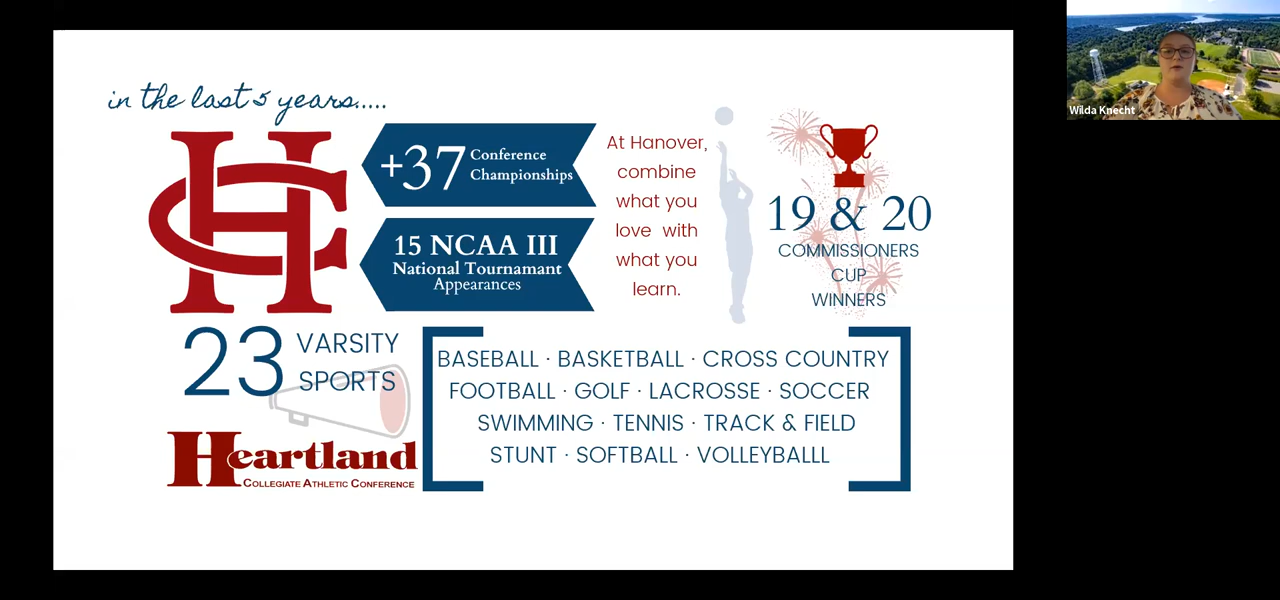 in the last 5 years.....
HC
+37 Conference
Championships
15 NCAA III
National Tournamant
Appearances
At Hanover,
combine
what you
love with
what you
learn.
19 & 20
COMMISSIONERS
CUP
WINNERS
23 VARSITY
SPORTS
Heartland
COLLEGIATE ATHLETIC CONFERENCE
BASEBALL · BASKETBALL · CROSS COUNTRY
FOOTBALL · GOLF · LACROSSE · SOCCER
SWIMMING · TENNIS · TRACK & FIELD
STUNT · SOFTBALL · VOLLEYBALLL
Wilda Knecht